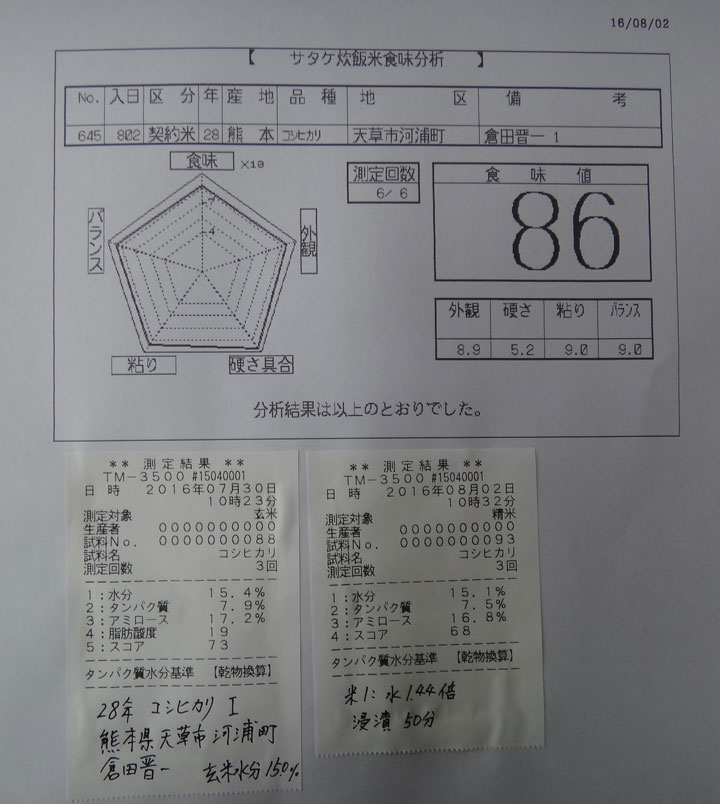 16/08/02
【 サタケ炊飯米食味分析 】
No. 入日 区分 年 産地 品種 地区 備考
645 802 契約米 28 熊本 コシヒカリ 天草市河浦町 倉田晋一 1
食味 ×10
7
4
バランス
外観
粘り
硬さ具合
測定回数
6/ 6
食味値
86
外観 硬さ 粘り バランス
8.9 5.2 9.0 9.0
分析結果は以上のとおりでした。
** 測定結果 **
TM-3500 #15040001
日時 2016年07月30日
10時23分
測定対象 玄米
生産者 0000000000
試料No. 0000000088
試料名 コシヒカリ
測定回数 3回
1:水分 15.4%
2:タンパク質 7.9%
3:アミロース 17.2%
4:脂肪酸度 19
5:スコア 73
タンパク質水分基準 【乾物換算】
28年 コシヒカリ I
熊本県天草市河浦町
倉田晋一 玄米水分15.0%
** 測定結果 **
TM-3500 #15040001
日時 2016年08月02日
10時32分
測定対象 精米
生産者 0000000000
試料No. 0000000093
試料名 コシヒカリ
測定回数 3回
1:水分 15.1%
2:タンパク質 7.5%
3:アミロース 16.8%
4:スコア 68
タンパク質水分基準 【乾物換算】
米1:水1.44倍
浸漬 50分